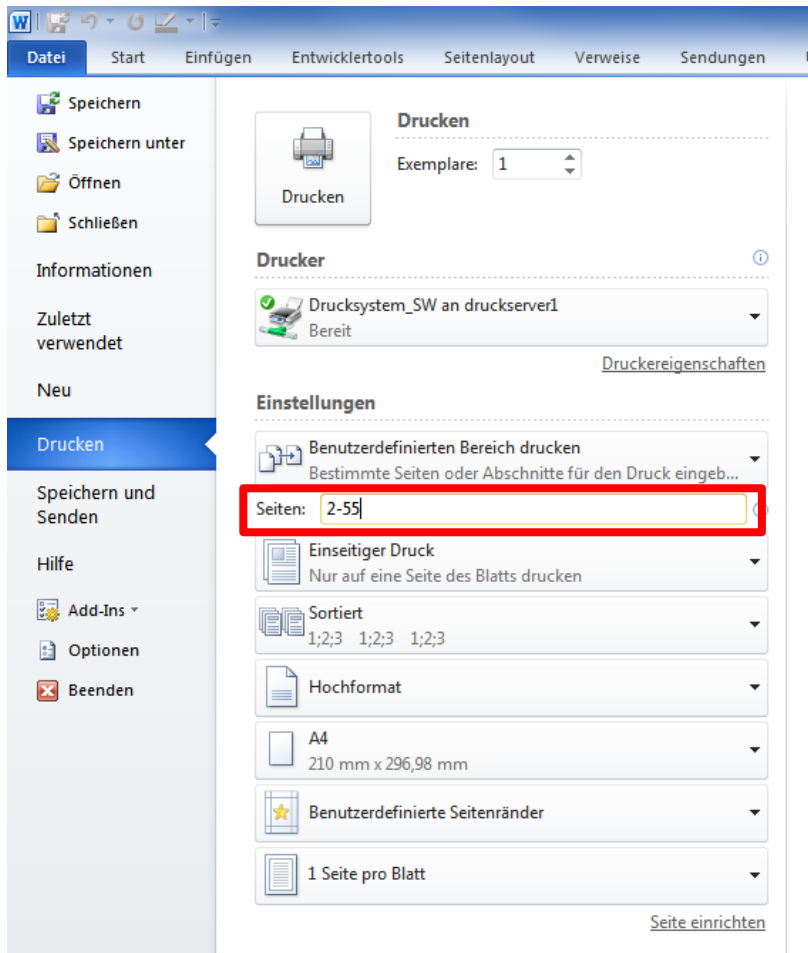 Datei Start Einfügen Entwicklertools Seitenlayout Verweise Sendungen
Speichern
Speichern unter
Öffnen
Schließen
Informationen
Zuletzt
verwendet
Neu
Drucken
Speichern und
Senden
Hilfe
Add-Ins
Optionen
Beenden
Drucken
Drucken
Exemplare: 1
Drucker
Drucksystem_SW an druckserver1
Bereit
Druckereigenschaften
Einstellungen
Benutzerdefinierten Bereich drucken
Bestimmte Seiten oder Abschnitte für den Druck eingeb...
Seiten: 2-55
Einseitiger Druck
Nur auf eine Seite des Blatts drucken
Sortiert
1;2;3 1;2;3 1;2;3
Hochformat
A4
210 mm x 296,98 mm
Benutzerdefinierte Seitenränder
1 Seite pro Blatt
Seite einrichten